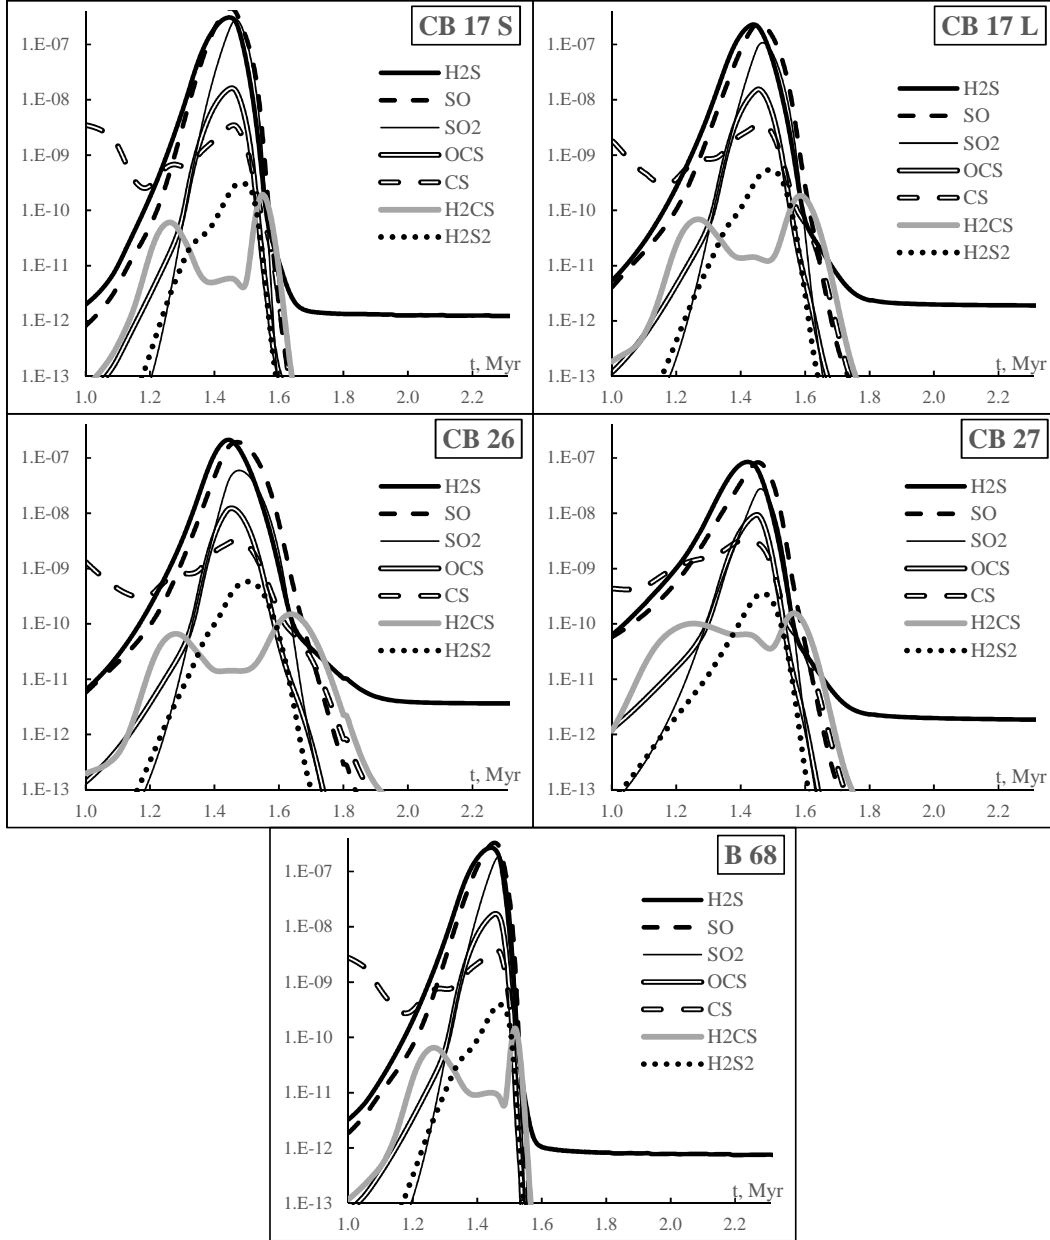 CB 17 S
1.E-07
1.E-08
1.E-09
1.E-10
1.E-11
1.E-12
1.E-13
H2S
SO
SO2
OCS
CS
H2CS
H2S2
t, Myr
1.0 1.2 1.4 1.6 1.8 2.0 2.2
CB 17 L
1.E-07
1.E-08
1.E-09
1.E-10
1.E-11
1.E-12
1.E-13
H2S
SO
SO2
OCS
CS
H2CS
H2S2
t, Myr
1.0 1.2 1.4 1.6 1.8 2.0 2.2
CB 26
1.E-07
1.E-08
1.E-09
1.E-10
1.E-11
1.E-12
1.E-13
H2S
SO
SO2
OCS
CS
H2CS
H2S2
t, Myr
1.0 1.2 1.4 1.6 1.8 2.0 2.2
CB 27
1.E-07
1.E-08
1.E-09
1.E-10
1.E-11
1.E-12
1.E-13
H2S
SO
SO2
OCS
CS
H2CS
H2S2
t, Myr
1.0 1.2 1.4 1.6 1.8 2.0 2.2
B 68
1.E-07
1.E-08
1.E-09
1.E-10
1.E-11
1.E-12
1.E-13
H2S
SO
SO2
OCS
CS
H2CS
H2S2
t, Myr
1.0 1.2 1.4 1.6 1.8 2.0 2.2